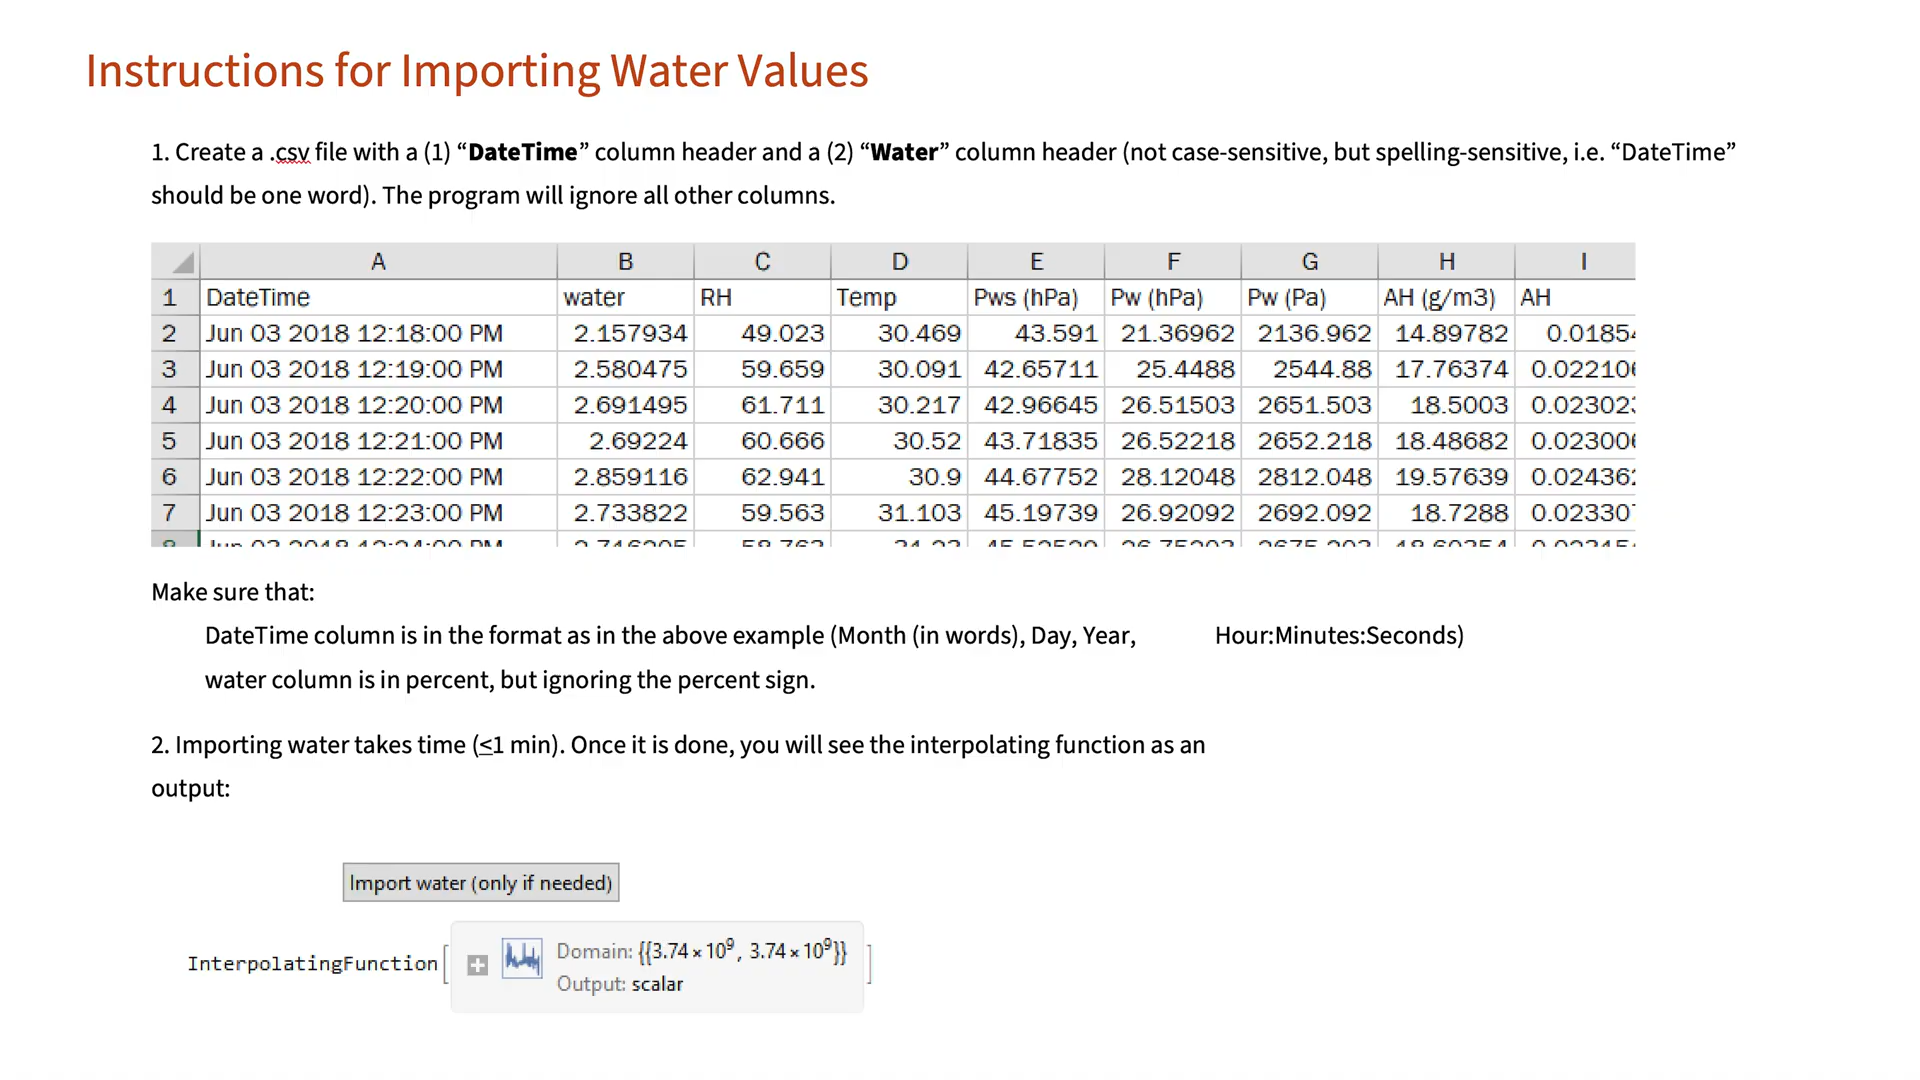 Instructions for Importing Water Values
1. Create a .csv file with a (1) “DateTime” column header and a (2) “Water” column header (not case-sensitive, but spelling-sensitive, i.e. “DateTime”
should be one word). The program will ignore all other columns.
A B C D E F G H I
1 DateTime water RH Temp Pws (hPa) Pw (hPa) Pw (Pa) AH (g/m3) AH
2 Jun 03 2018 12:18:00 PM 2.157934 49.023 30.469 43.591 21.36962 2136.962 14.89782 0.0185
3 Jun 03 2018 12:19:00 PM 2.580475 59.659 30.091 42.65711 25.4488 2544.88 17.76374 0.02210
4 Jun 03 2018 12:20:00 PM 2.691495 61.711 30.217 42.96645 26.51503 2651.503 18.5003 0.02302
5 Jun 03 2018 12:21:00 PM 2.69224 60.666 30.52 43.71835 26.52218 2652.218 18.48682 0.02300
6 Jun 03 2018 12:22:00 PM 2.859116 62.941 30.9 44.67752 28.12048 2812.048 19.57639 0.02436
7 Jun 03 2018 12:23:00 PM 2.733822 59.563 31.103 45.19739 26.92092 2692.092 18.7288 0.02330
Make sure that:
DateTime column is in the format as in the above example (Month (in words), Day, Year, Hour:Minutes:Seconds)
water column is in percent, but ignoring the percent sign.
2. Importing water takes time (≤1 min). Once it is done, you will see the interpolating function as an
output:
Import water (only if needed)
InterpolatingFunction[
Domain: {{3.74×10⁹, 3.74×10⁹}}
Output: scalar
]